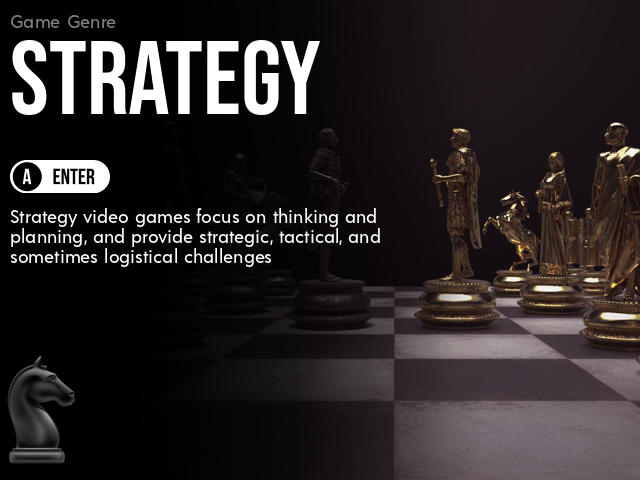 Game Genre
STRATEGY
A ENTER
Strategy video games focus on thinking and
planning, and provide strategic, tactical, and
sometimes logistical challenges